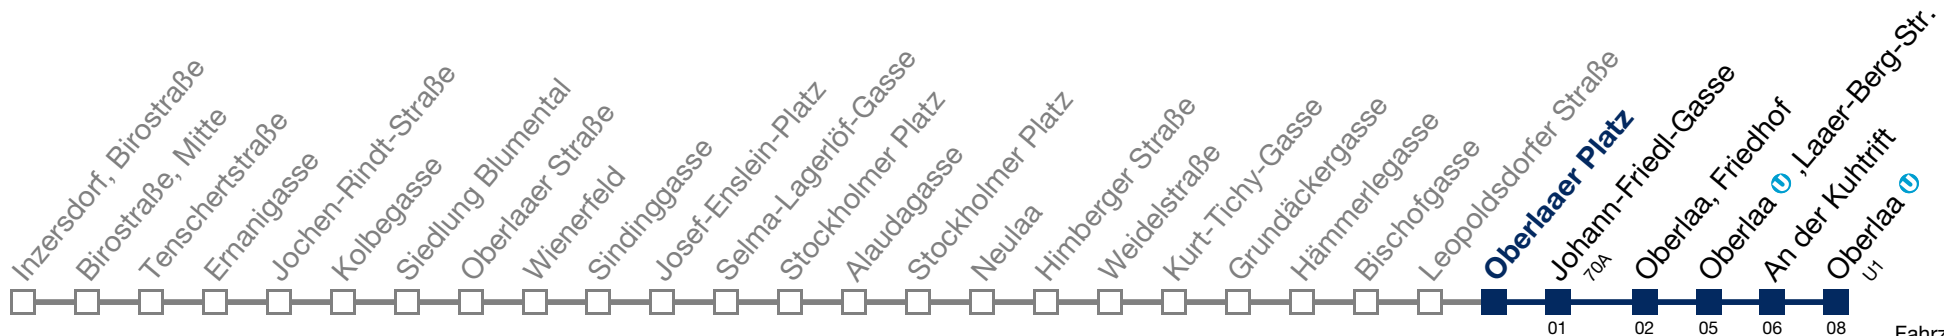 Inzersdorf, Birostraße
Birostraße, Mitte
Tenschertstraße
Ernanigasse
Jochen-Rindt-Straße
Kolbegasse
Siedlung Blumental
Oberlaaer Straße
Wienerfeld
Sindinggasse
Josef-Enslein-Platz
Selma-Lagerlöf-Gasse
Stockholmer Platz
Alaudagasse
Stockholmer Platz
Neulaa
Himberger Straße
Weidelstraße
Kurt-Tichy-Gasse
Grundäckergasse
Hämmerlegasse
Bischofgasse
Leopoldsdorfer Straße
Oberlaaer Platz
Johann-Friedl-Gasse
70A
Oberlaa, Friedhof
Oberlaa U ,Laaer-Berg-Str.
An der Kuhtrift
Oberlaa U
U1
01 02 05 06 08